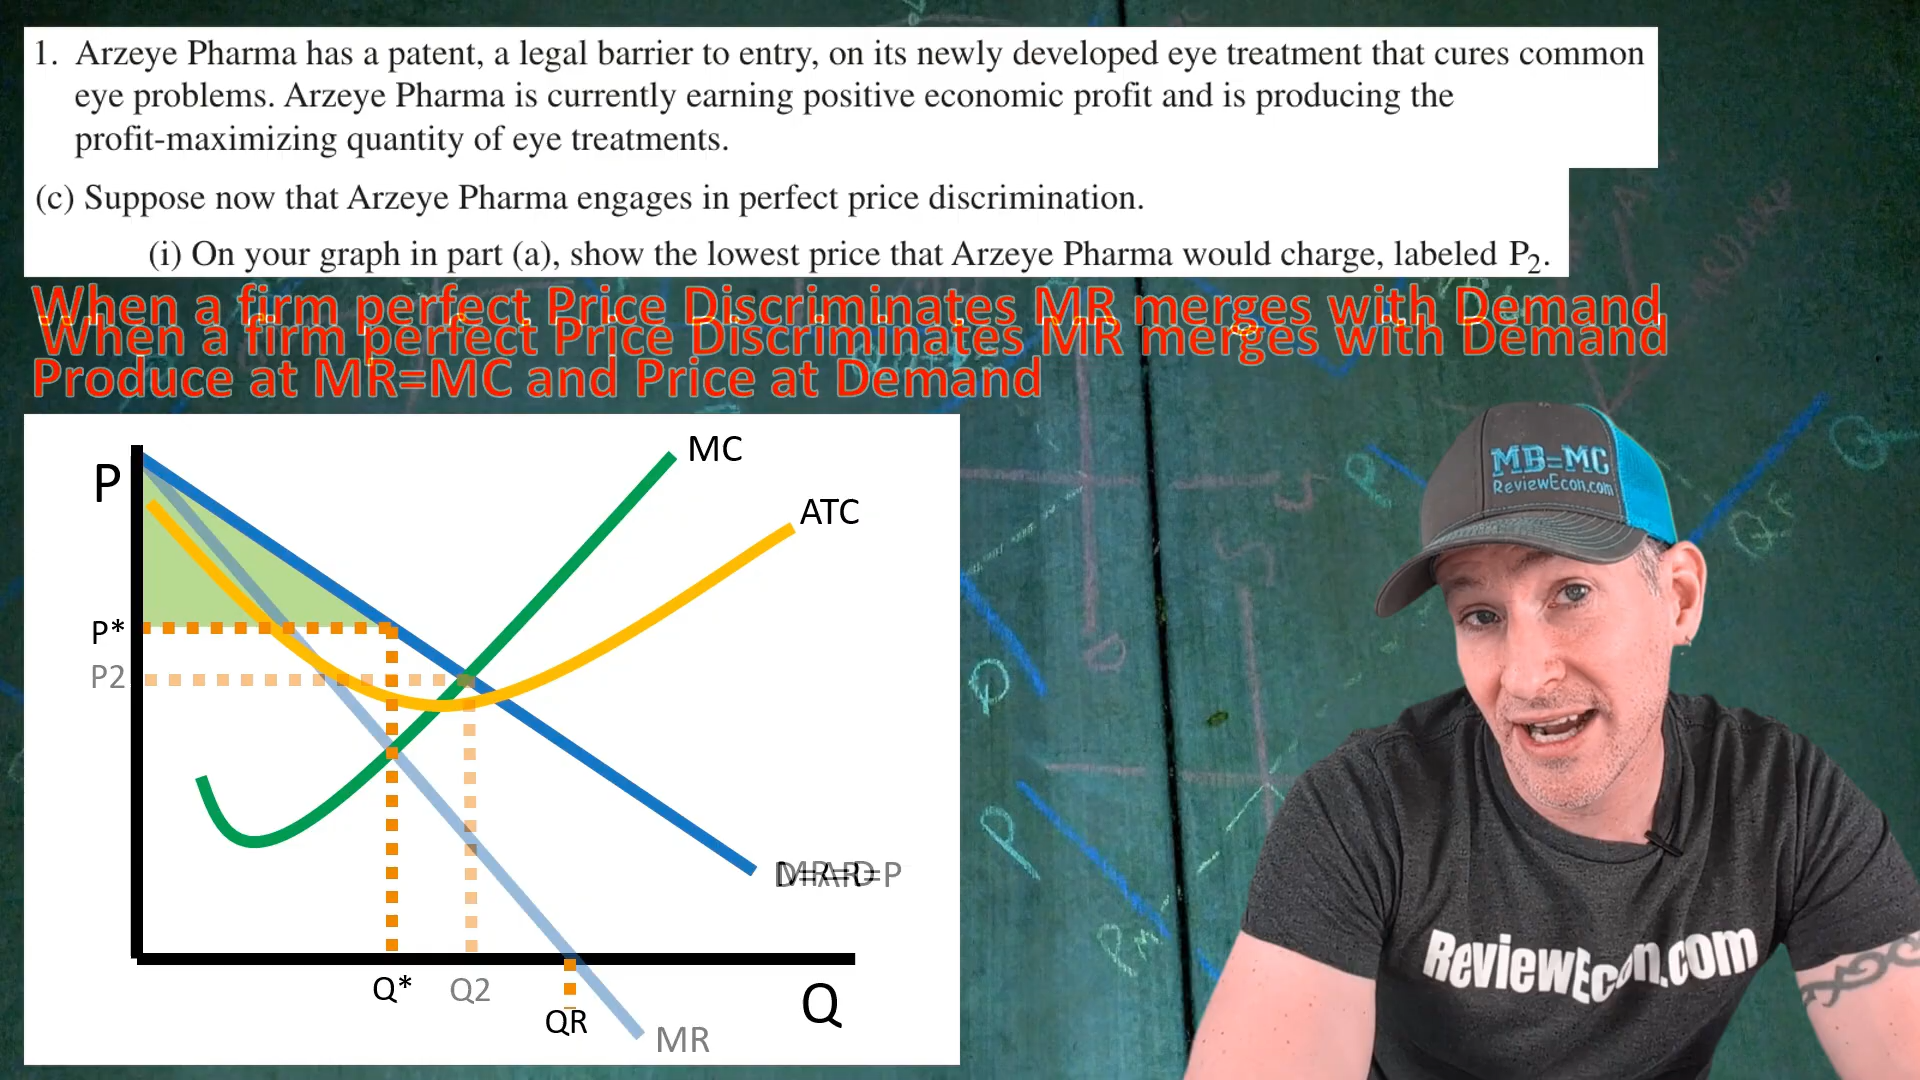 1. Arzeye Pharma has a patent, a legal barrier to entry, on its newly developed eye treatment that cures common
eye problems. Arzeye Pharma is currently earning positive economic profit and is producing the
profit-maximizing quantity of eye treatments.
(c) Suppose now that Arzeye Pharma engages in perfect price discrimination.
(i) On your graph in part (a), show the lowest price that Arzeye Pharma would charge, labeled P₂.
When a firm perfect Price Discriminates MR merges with Demand
When a firm perfect Price Discriminates MR merges with Demand
Produce at MR=MC and Price at Demand
MC
P
ATC
P*
P2
Q*
Q2
QR
Q
MR
MB=MC
ReviewEcon.com
ReviewEcon.com
P
Q
D
P
Q